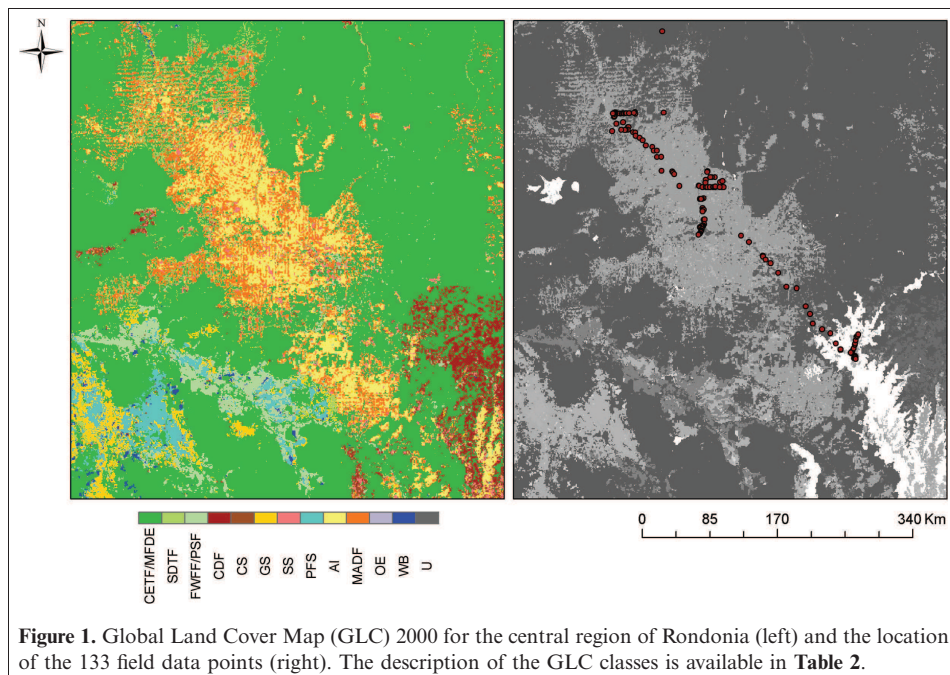 N
CETF/MFDE
SDTF
FWFF/PSF
CDF
CS
GS
SS
PFS
AI
MADF
OE
WB
U
0 85 170 340 Km
Figure 1. Global Land Cover Map (GLC) 2000 for the central region of Rondonia (left) and the location
of the 133 field data points (right). The description of the GLC classes is available in Table 2.